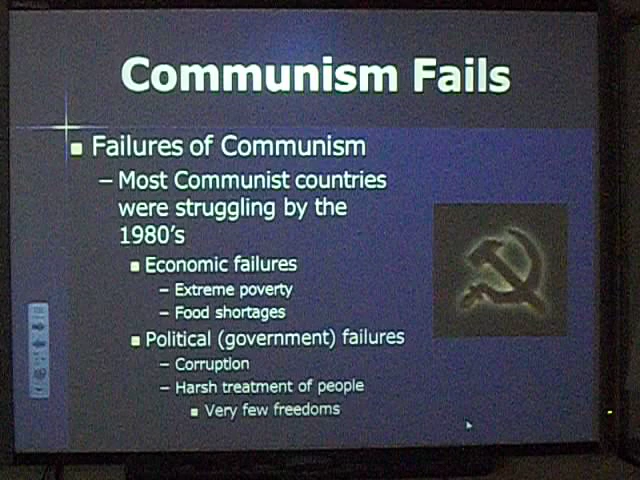 Communism Fails
Failures of Communism
– Most Communist countries
were struggling by the
1980's
Economic failures
– Extreme poverty
– Food shortages
Political (government) failures
– Corruption
– Harsh treatment of people
Very few freedoms